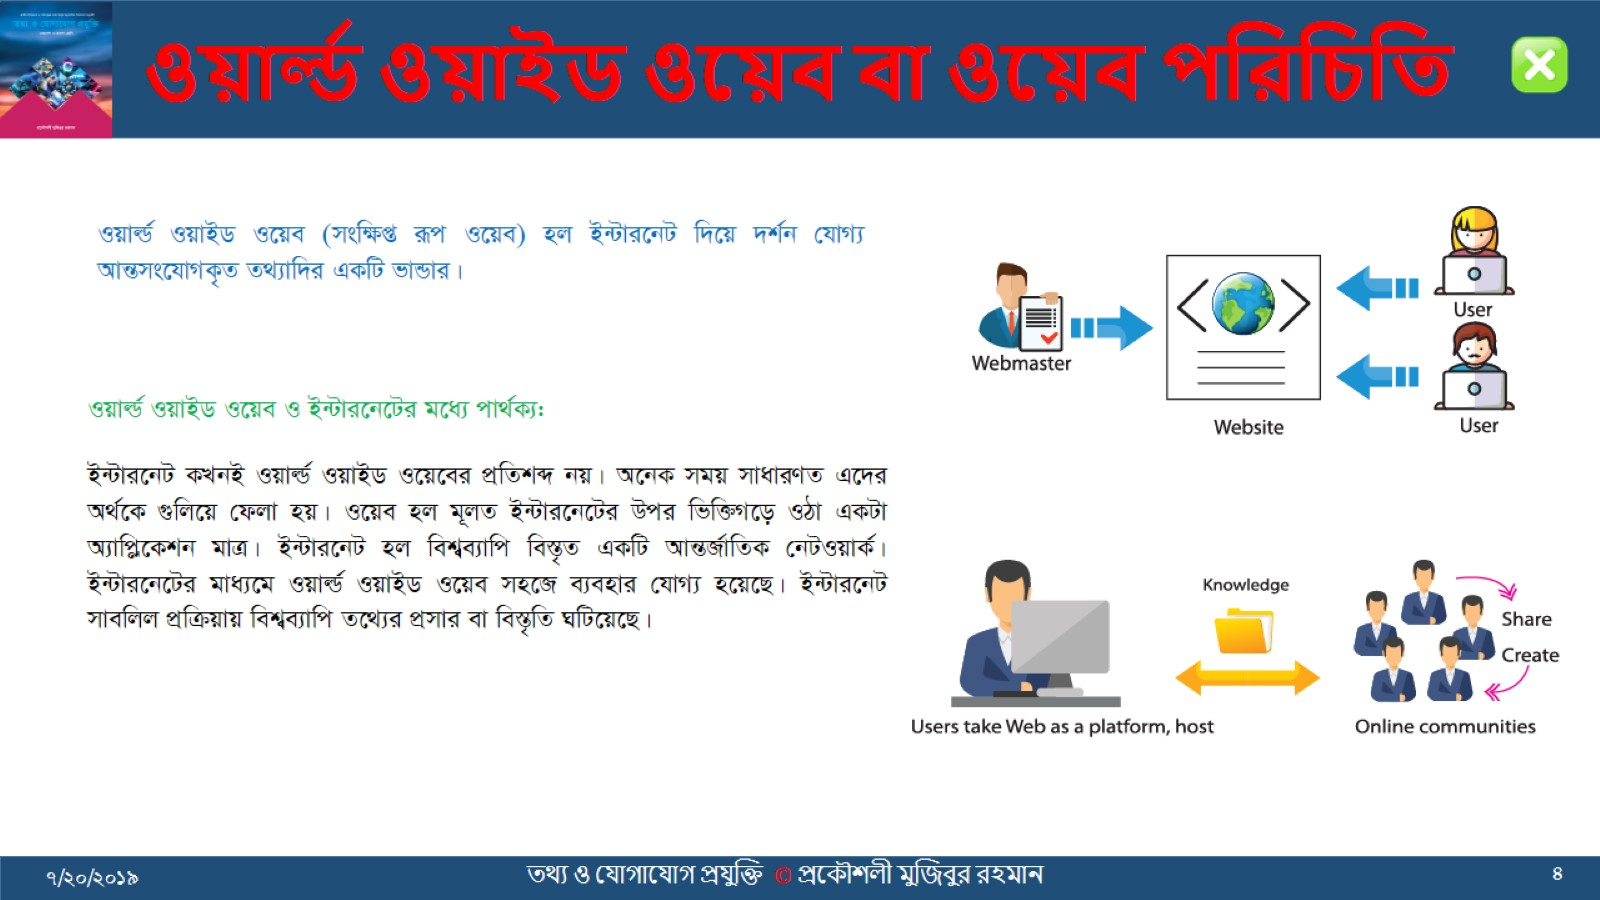 তথ্য ও যোগাযোগ প্রযুক্তি
ওয়ার্ল্ড ওয়াইড ওয়েব বা ওয়েব পরিচিতি
ওয়ার্ল্ড ওয়াইড ওয়েব (সংক্ষিপ্ত রূপ ওয়েব) হল ইন্টারনেট দিয়ে দর্শন যোগ্য
আন্তসংযোগকৃত তথ্যাদির একটি ভান্ডার।
ওয়ার্ল্ড ওয়াইড ওয়েব ও ইন্টারনেটের মধ্যে পার্থক্য:
ইন্টারনেট কখনই ওয়ার্ল্ড ওয়াইড ওয়েবের প্রতিশব্দ নয়। অনেক সময় সাধারণত এদের
অর্থকে গুলিয়ে ফেলা হয়। ওয়েব হল মূলত ইন্টারনেটের উপর ভিক্তিগড়ে ওঠা একটা
অ্যাপ্লিকেশন মাত্র। ইন্টারনেট হল বিশ্বব্যাপি বিস্তৃত একটি আন্তর্জাতিক নেটওয়ার্ক।
ইন্টারনেটের মাধ্যমে ওয়ার্ল্ড ওয়াইড ওয়েব সহজে ব্যবহার যোগ্য হয়েছে। ইন্টারনেট
সাবলিল প্রক্রিয়ায় বিশ্বব্যাপি তথ্যের প্রসার বা বিস্তৃতি ঘটিয়েছে।
Webmaster
Website
User
User
Knowledge
Share
Create
Users take Web as a platform, host
Online communities
৭/২০/২০১৯
তথ্য ও যোগাযোগ প্রযুক্তি © প্রকৌশলী মুজিবুর রহমান
৪